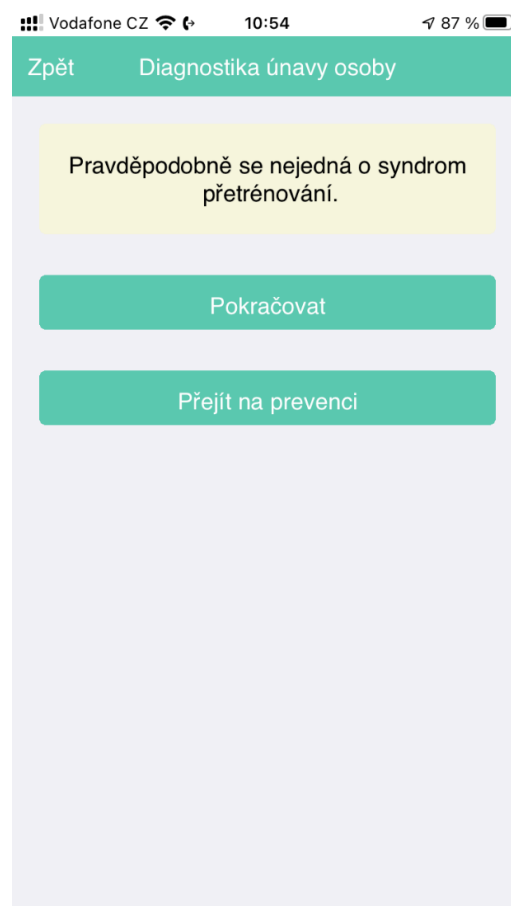 Vodafone CZ 10:54 87 %
Zpět Diagnostika únavy osoby
Pravděpodobně se nejedná o syndrom
přetrénování.
Pokračovat
Přejít na prevenci